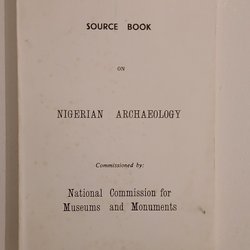 SOURCE BOOK
ON
NIGERIAN ARCHAEOLOGY
Commissioned by:
National Commission for
Museums and Monuments